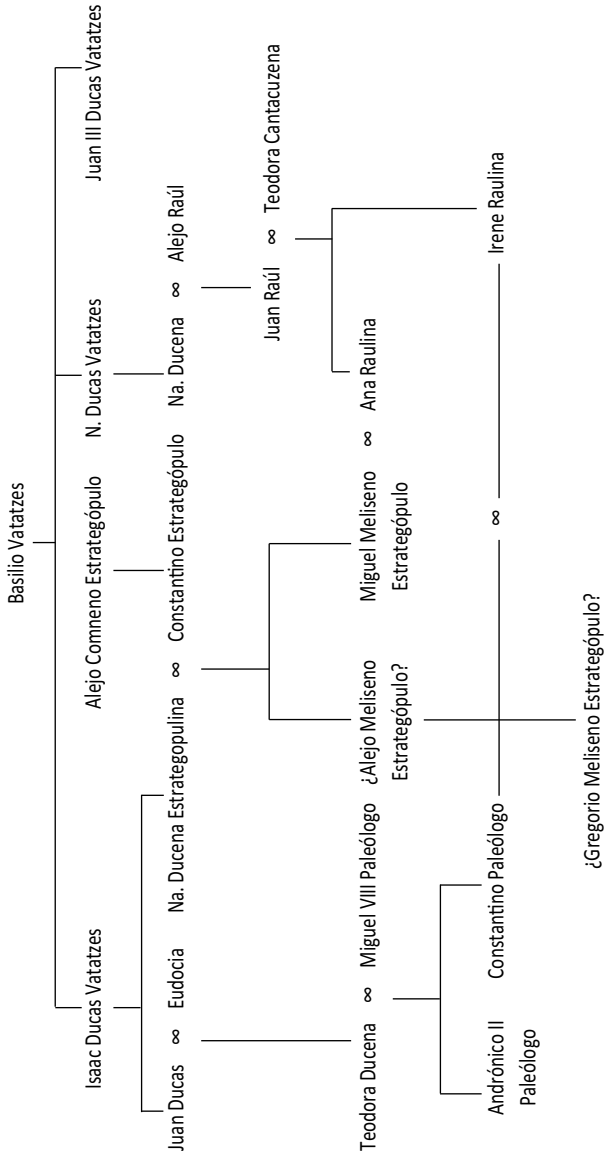 Basilio Vatatzes
Isaac Ducas Vatatzes
Alejo Comneno Estrategópulo
N. Ducas Vatatzes
Juan III Ducas Vatatzes
Juan Ducas ∞ Eudocia
Na. Ducena Estrategopulina ∞ Constantino Estrategópulo
Na. Ducena ∞ Alejo Raúl
Juan Raúl ∞ Teodora Cantacuzena
Teodora Ducena ∞ Miguel VIII Paleólogo
¿Alejo Meliseno
Estrategópulo?
Miguel Meliseno
Estrategópulo
∞ Ana Raulina
Andrónico II
Paleólogo
Constantino Paleólogo ∞ Irene Raulina
¿Gregorio Meliseno Estrategópulo?